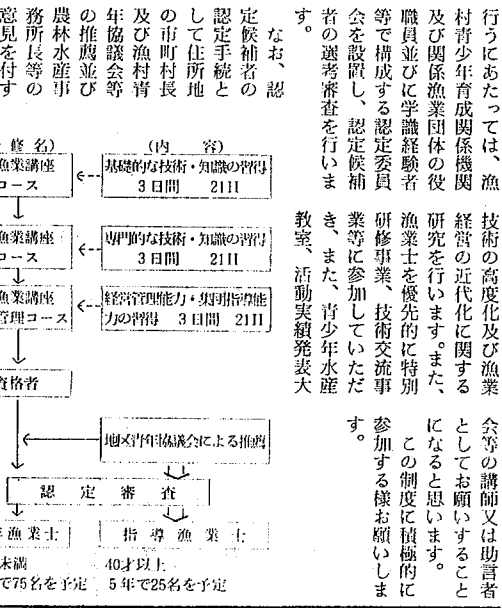 行うにあたっては、漁
村青少年育成関係機関
及び関係漁業団体の役
職員並びに学識経験者
等で構成する認定委員
会を設置し、認定候補
者の選考審査を行いま
す。
なお、認
定候補者の
認定手続と
して住所地
の市町村長
及び漁村青
年協議会等
の推薦並び
農林水産事
務所長等の
意見を付す
技術の高度化及び漁業
経営の近代化に関する
研究を行います。また、
漁業士を優先的に特別
研修事業、技術交流事
業等に参加していただ
き、また、青少年水産
教室、活動実績発表大
会等の講師又は助言者
としてお願いすること
になると思います。
この制度に積極的に
参加する様お願いしま
す。
修名)
(内 容)
漁業講座
コース
基礎的な技術・知識の習得
3日間 21日
漁業講座
コース
専門的な技術・知識の習得
3日間 21日
漁業講座
管理コース
経営管理能力・集団指導能
力の習得 3日間 21日
資格者
地区青年協議会による推薦
認定審査
漁業士
指導漁業士
未満
で75名を予定
40才以上
5年で25名を予定